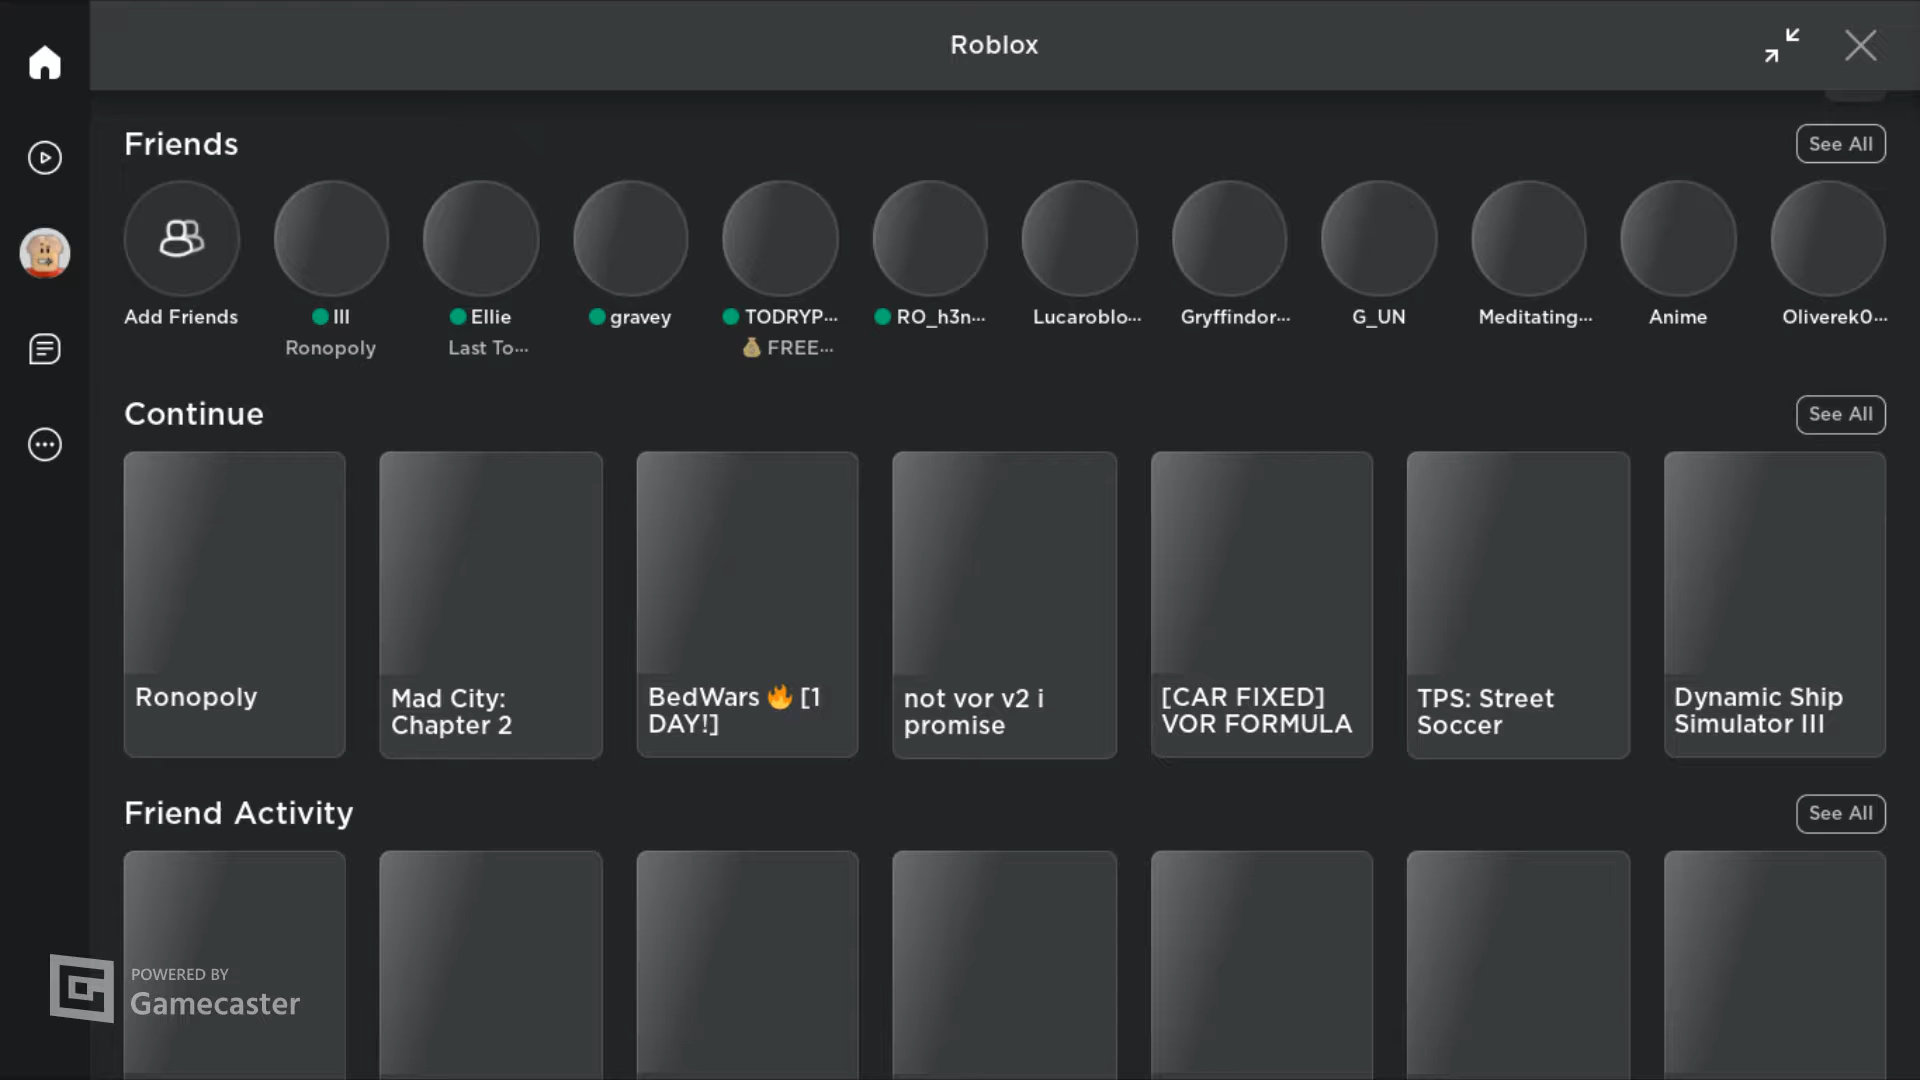 Roblox
Friends
See All
Add Friends
III
Ellie
gravey
TODRYP...
RO_h3n...
Lucaroblo...
Gryffindor...
G_UN
Meditating...
Anime
Oliverek0...
Ronopoly
Last To...
💰 FREE...
Continue
See All
Ronopoly
Mad City:
Chapter 2
BedWars 🔥 [1
DAY!]
not vor v2 i
promise
[CAR FIXED]
VOR FORMULA
TPS: Street
Soccer
Dynamic Ship
Simulator III
Friend Activity
See All
POWERED BY
Gamecaster